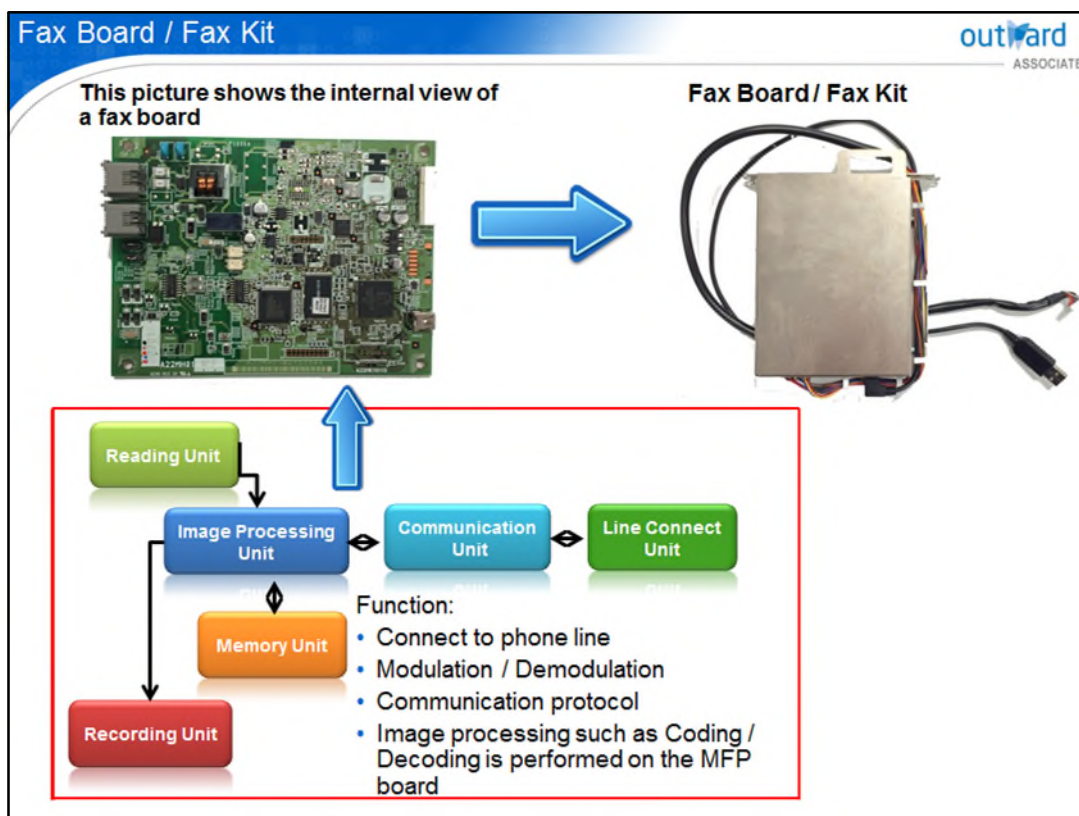 Fax Board / Fax Kit
outward
ASSOCIATE
This picture shows the internal view of
a fax board
Fax Board / Fax Kit
A22MH01
Reading Unit
Image Processing
Unit
Communication
Unit
Line Connect
Unit
Memory Unit
Recording Unit
Function:
• Connect to phone line
• Modulation / Demodulation
• Communication protocol
• Image processing such as Coding /
Decoding is performed on the MFP
board